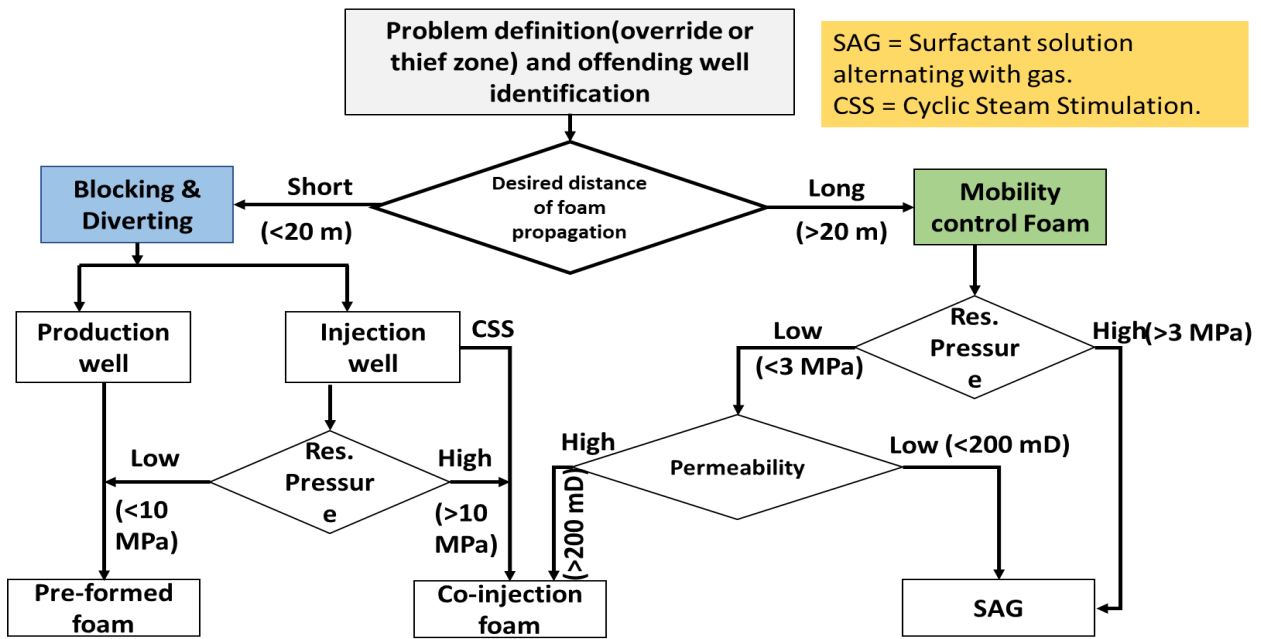 Problem definition(override or
thief zone) and offending well
identification
SAG = Surfactant solution
alternating with gas.
CSS = Cyclic Steam Stimulation.
Blocking &
Diverting
Short
(<20 m)
Desired distance
of foam
propagation
Long
(>20 m)
Mobility
control Foam
Production
well
Injection
well
CSS
Low
(<3 MPa)
Res.
Pressur
e
High(>3 MPa)
Low
(<10
MPa)
Res.
Pressur
e
High
(>10
MPa)
High
(>200 mD)
Permeability
Low (<200 mD)
Pre-formed
foam
Co-injection
foam
SAG